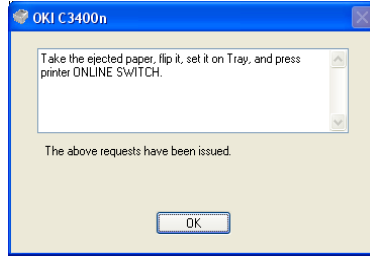 OKI C3400n
Take the ejected paper, flip it, set it on Tray, and press
printer ONLINE SWITCH.
The above requests have been issued.
OK